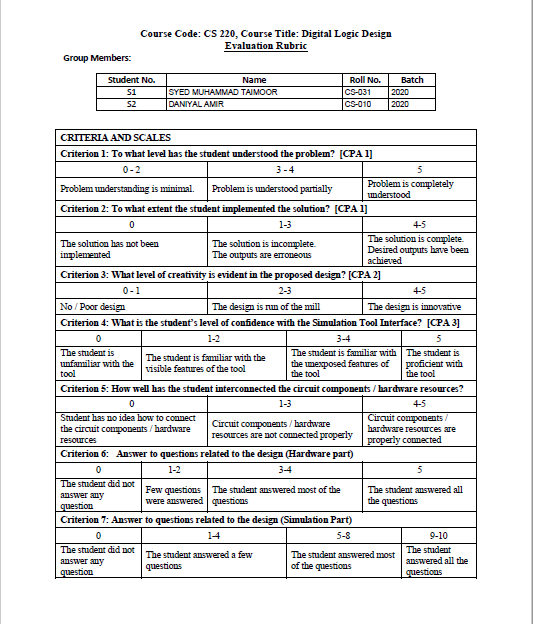 Course Code: CS 220, Course Title: Digital Logic Design
Evaluation Rubric
Group Members:
Student No. Name Roll No. Batch
S1 SYED MUHAMMAD TAIMOOR CS-031 2020
S2 DANIYAL AMIR CS-010 2020
CRITERIA AND SCALES
Criterion 1: To what level has the student understood the problem? [CPA 1]
0 - 2 3 - 4 5
Problem understanding is minimal. Problem is understood partially Problem is completely
understood
Criterion 2: To what extent the student implemented the solution? [CPA 1]
0 1-3 4-5
The solution has not been
implemented
The solution is incomplete.
The outputs are erroneous
The solution is complete.
Desired outputs have been
achieved
Criterion 3: What level of creativity is evident in the proposed design? [CPA 2]
0 - 1 2-3 4-5
No / Poor design The design is run of the mill The design is innovative
Criterion 4: What is the student's level of confidence with the Simulation Tool Interface? [CPA 3]
0 1-2 3-4 5
The student is
unfamiliar with the
tool
The student is familiar with the
visible features of the tool
The student is familiar with
the unexposed features of
the tool
The student is
proficient with
the tool
Criterion 5: How well has the student interconnected the circuit components / hardware resources?
0 1-3 4-5
Student has no idea how to connect
the circuit components / hardware
resources
Circuit components / hardware
resources are not connected properly
Circuit components /
hardware resources are
properly connected
Criterion 6: Answer to questions related to the design (Hardware part)
0 1-2 3-4 5
The student did not
answer any
question
Few questions
were answered
The student answered most of the
questions
The student answered all
the questions
Criterion 7: Answer to questions related to the design (Simulation Part)
0 1-4 5-8 9-10
The student did not
answer any
question
The student answered a few
questions
The student answered most
of the questions
The student
answered all the
questions